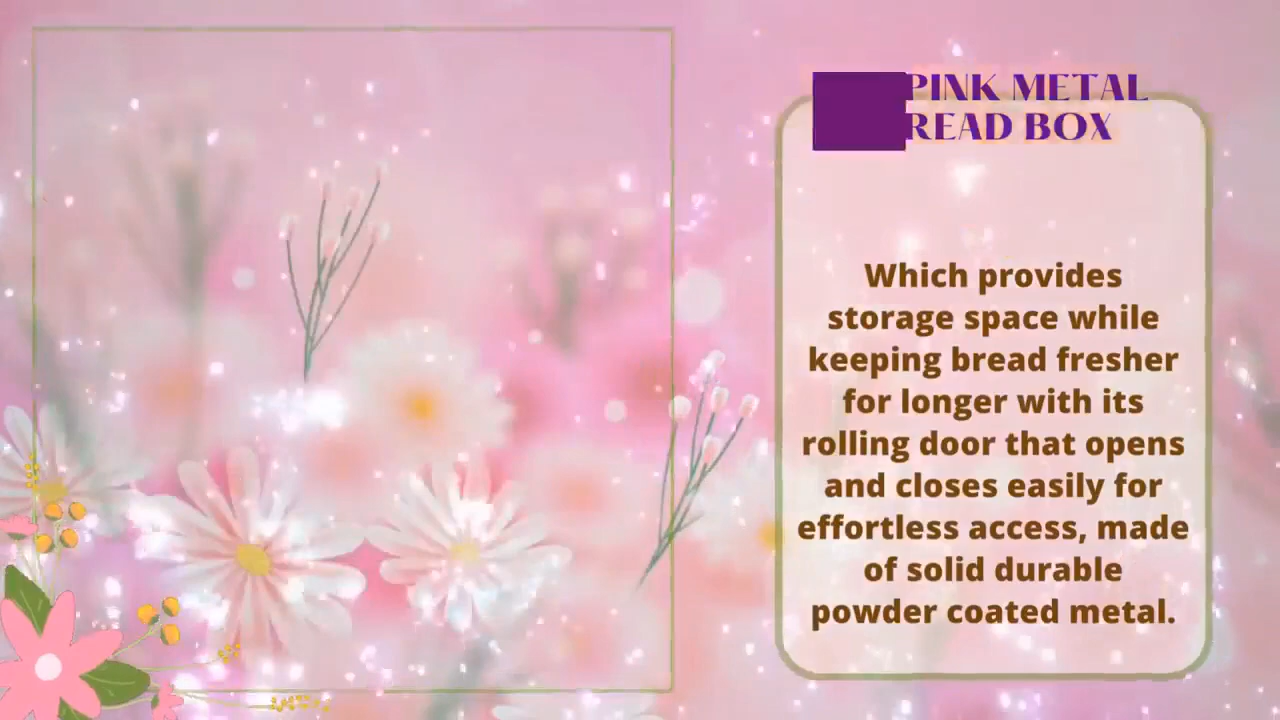 PINK METAL
READ BOX
Which provides
storage space while
keeping bread fresher
for longer with its
rolling door that opens
and closes easily for
effortless access, made
of solid durable
powder coated metal.